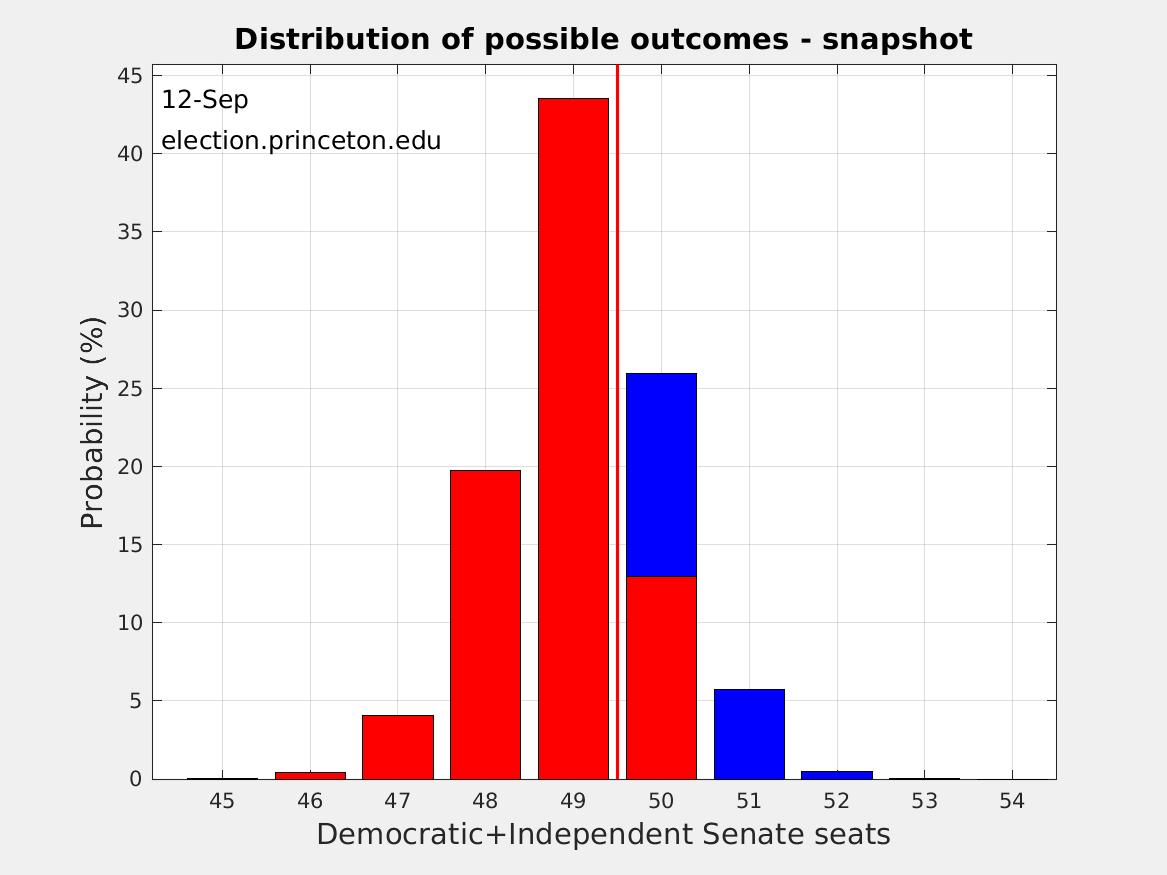 Distribution of possible outcomes - snapshot
12-Sep
election.princeton.edu
45
40
35
30
25
20
15
10
5
0
Probability (%)
45 46 47 48 49 50 51 52 53 54
Democratic+Independent Senate seats